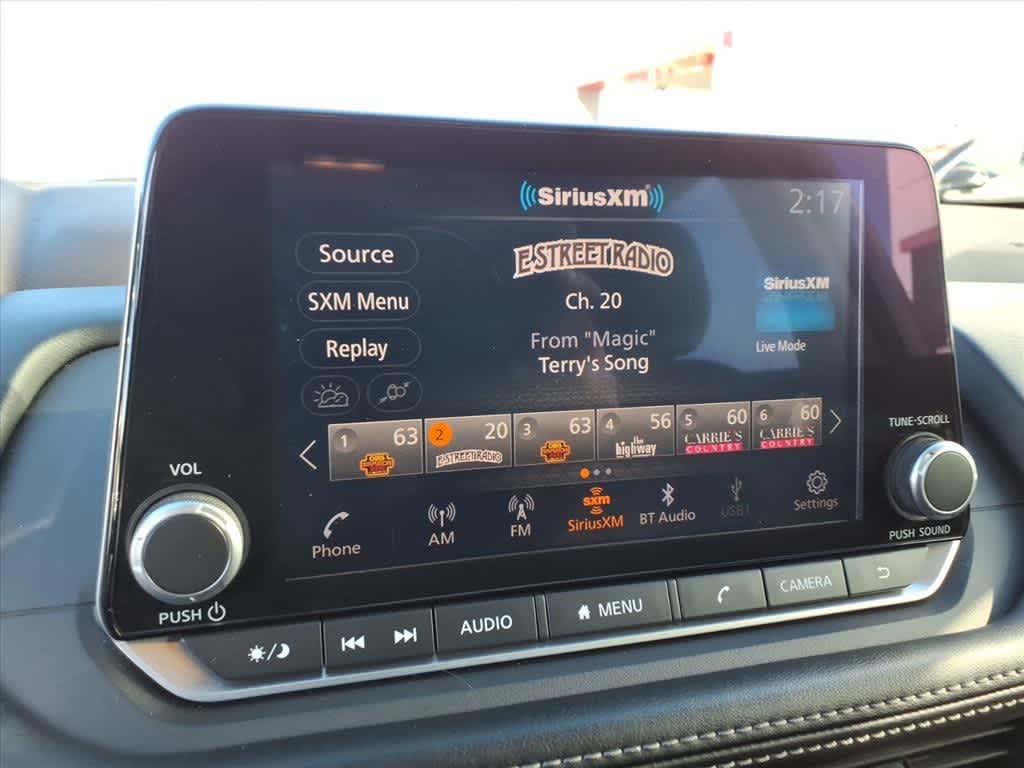 SiriusXM
2:17
Source
SXM Menu
Replay
E STREET RADIO
Ch. 20
From "Magic"
Terry's Song
SiriusXM
Live Mode
1 63
2 20
E STREET RADIO
3 63
4 56
the highway
5 60
CARRIE'S COUNTRY
6 60
CARRIE'S COUNTRY
Phone
AM
FM
sxm
SiriusXM
BT Audio
USB1
Settings
VOL
PUSH
TUNE·SCROLL
PUSH SOUND
AUDIO
MENU
CAMERA